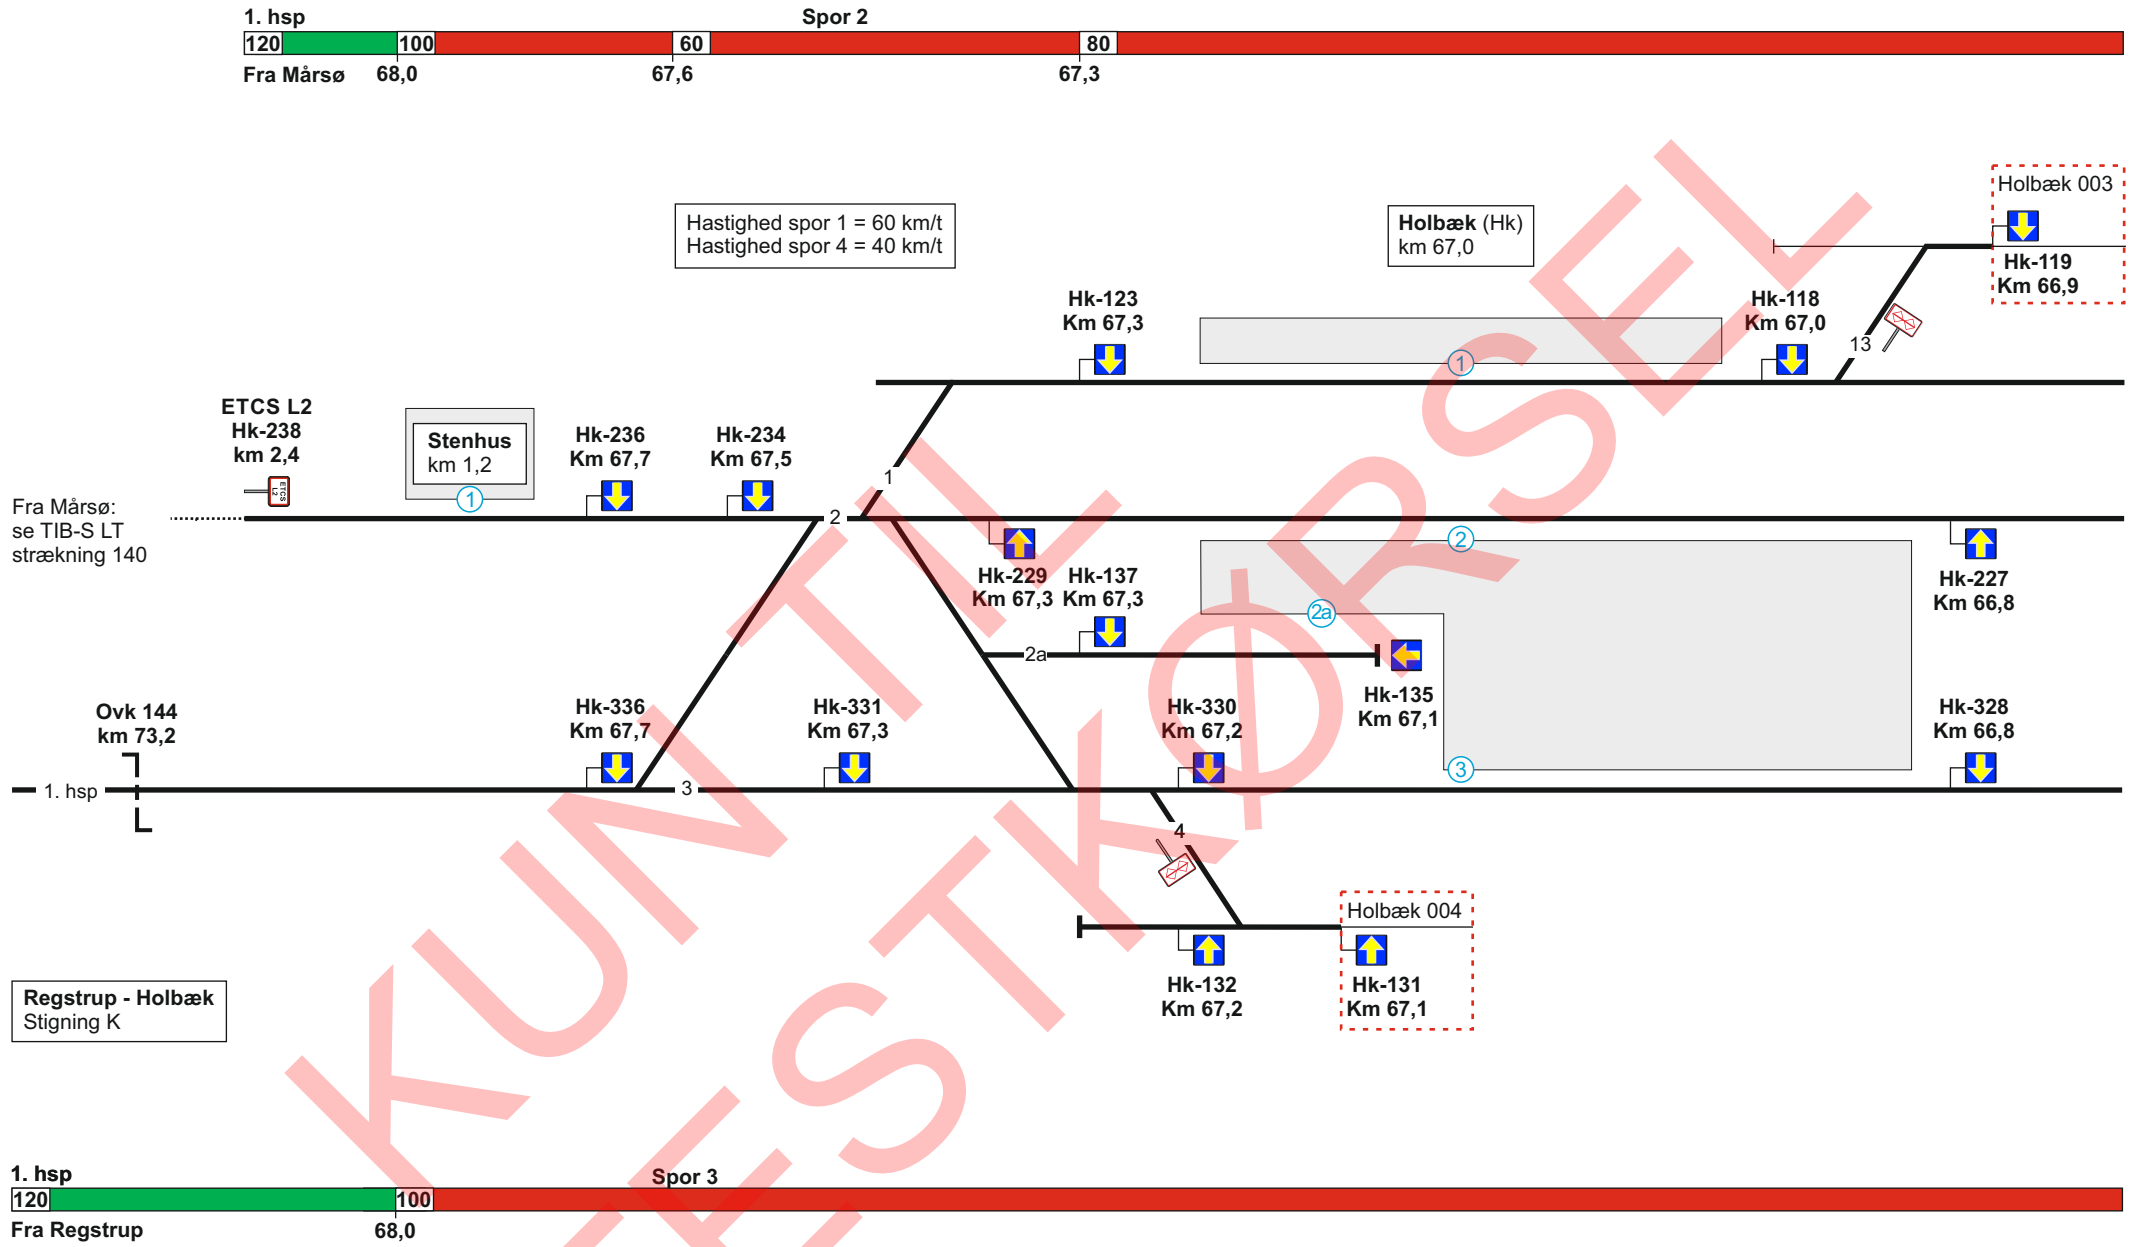 1. hsp
Spor 2
120
100
60
80
Fra Mårsø
68,0
67,6
67,3
Hastighed spor 1 = 60 km/t
Hastighed spor 4 = 40 km/t
Holbæk (Hk)
km 67,0
Holbæk 003
Hk-119
Km 66,9
Hk-123
Km 67,3
Hk-118
Km 67,0
13
1
ETCS L2
Hk-238
km 2,4
ETCS
L2
Stenhus
km 1,2
1
Hk-236
Km 67,7
Hk-234
Km 67,5
1
Fra Mårsø:
se TIB-S LT
strækning 140
2
2
Hk-229
Km 67,3
Hk-137
Km 67,3
Hk-227
Km 66,8
2a
2a
Hk-135
Km 67,1
Ovk 144
km 73,2
Hk-336
Km 67,7
Hk-331
Km 67,3
Hk-330
Km 67,2
Hk-328
Km 66,8
1. hsp
3
3
4
Holbæk 004
Hk-132
Km 67,2
Hk-131
Km 67,1
Regstrup - Holbæk
Stigning K
1. hsp
Spor 3
120
100
Fra Regstrup
68,0
KUN TIL
TESTKØRSEL